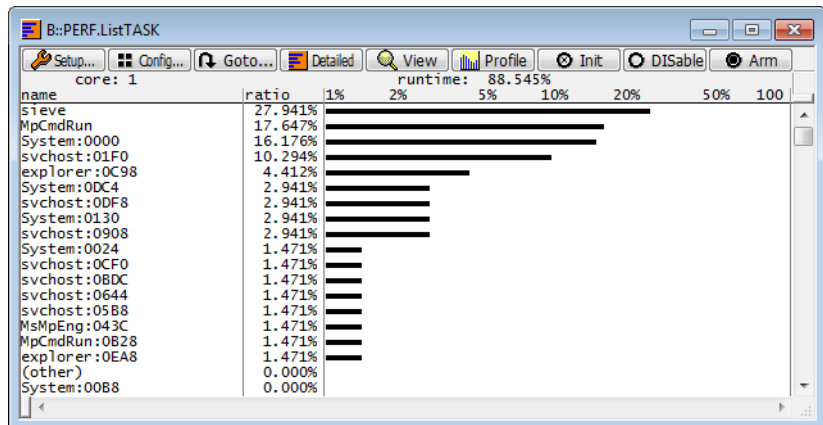 B::PERF.ListTASK
Setup... Config... Goto... Detailed View Profile Init DISable Arm
core: 1 runtime: 88.545%
name ratio 1% 2% 5% 10% 20% 50% 100
sieve 27.941%
MpCmdRun 17.647%
System:0000 16.176%
svchost:01F0 10.294%
explorer:0C98 4.412%
System:0DC4 2.941%
svchost:0DF8 2.941%
System:0130 2.941%
svchost:0908 2.941%
System:0024 1.471%
svchost:0CF0 1.471%
svchost:0BDC 1.471%
svchost:0644 1.471%
svchost:05B8 1.471%
MsMpEng:043C 1.471%
MpCmdRun:0B28 1.471%
explorer:0EA8 1.471%
(other) 0.000%
System:00B8 0.000%